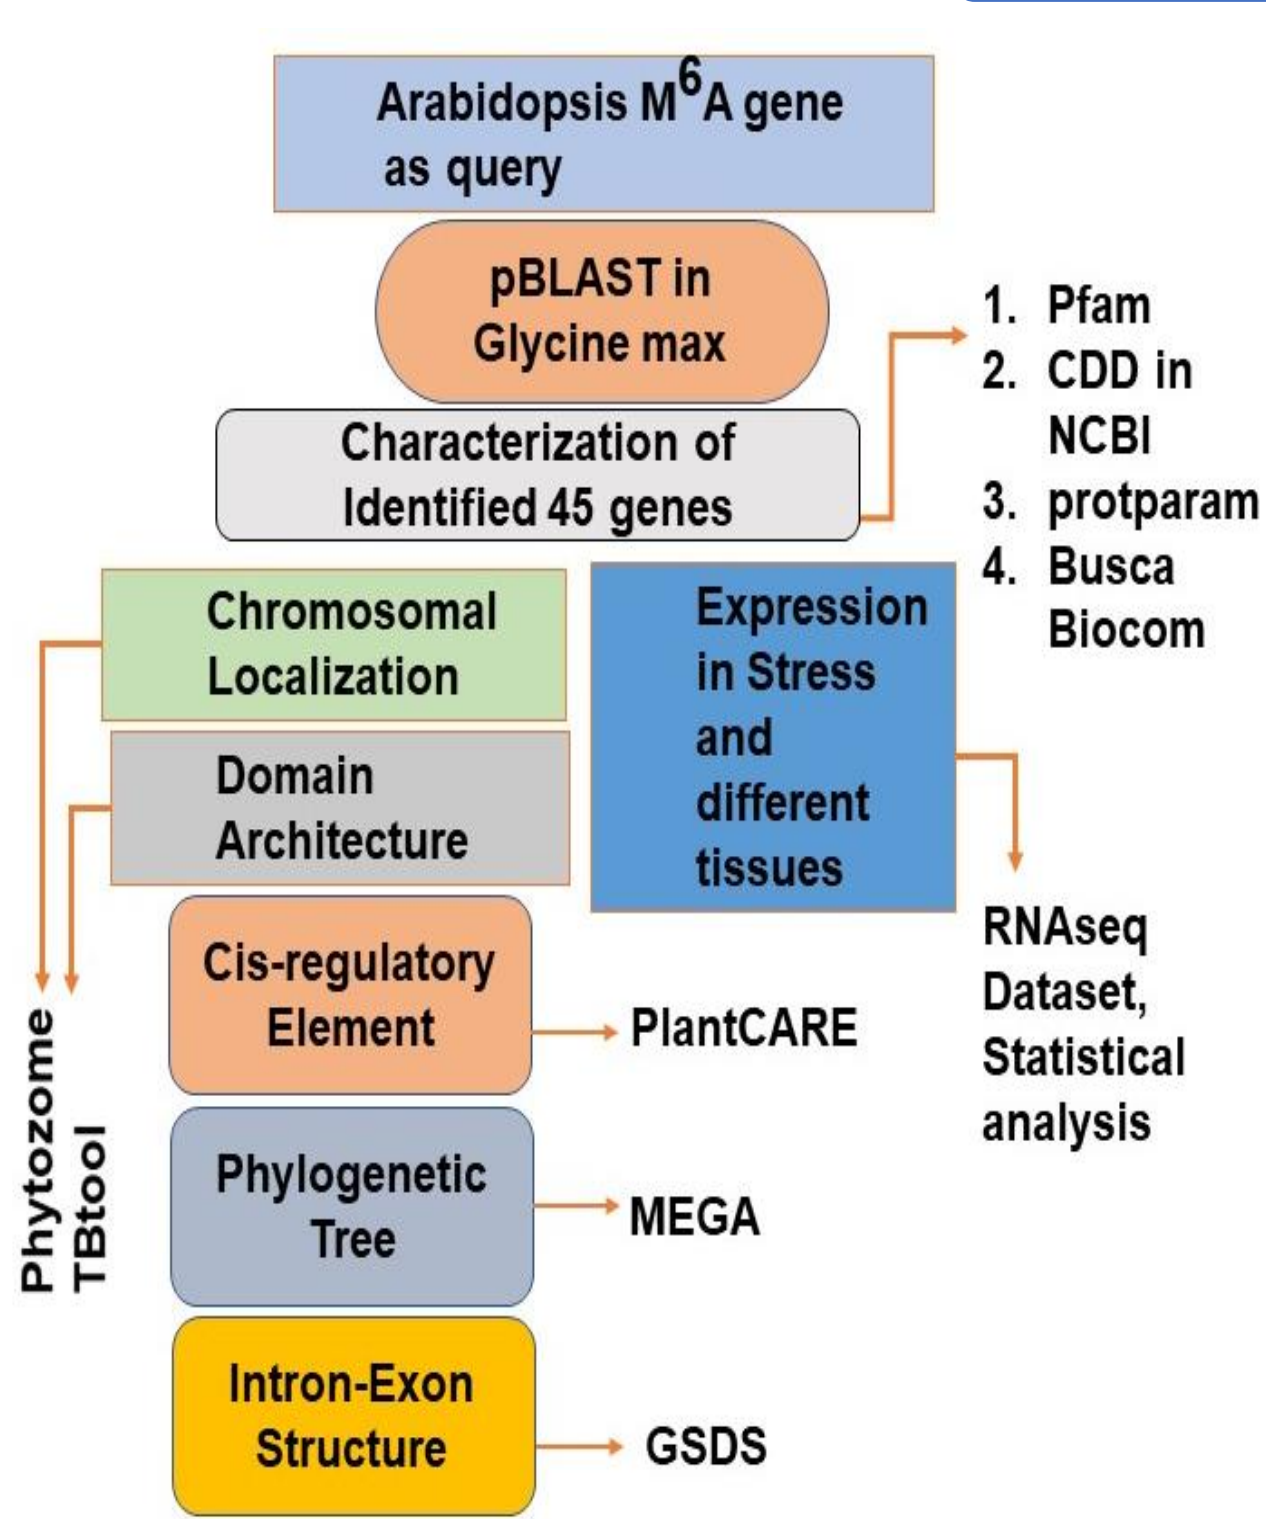 Arabidopsis M⁶A gene
as query
pBLAST in
Glycine max
Characterization of
Identified 45 genes
1. Pfam
2. CDD in
NCBI
3. protparam
4. Busca
Biocom
Chromosomal
Localization
Domain
Architecture
Expression
in Stress
and
different
tissues
RNAseq
Dataset,
Statistical
analysis
Cis-regulatory
Element
PlantCARE
Phytozome
TBtool
Phylogenetic
Tree
MEGA
Intron-Exon
Structure
GSDS